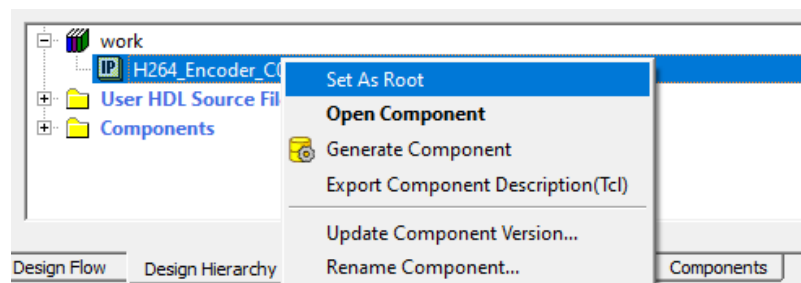 work
IP H264_Encoder_C0
Set As Root
User HDL Source Fil
Open Component
Components
Generate Component
Export Component Description(Tcl)
Update Component Version...
Rename Component...
Design Flow Design Hierarchy Components